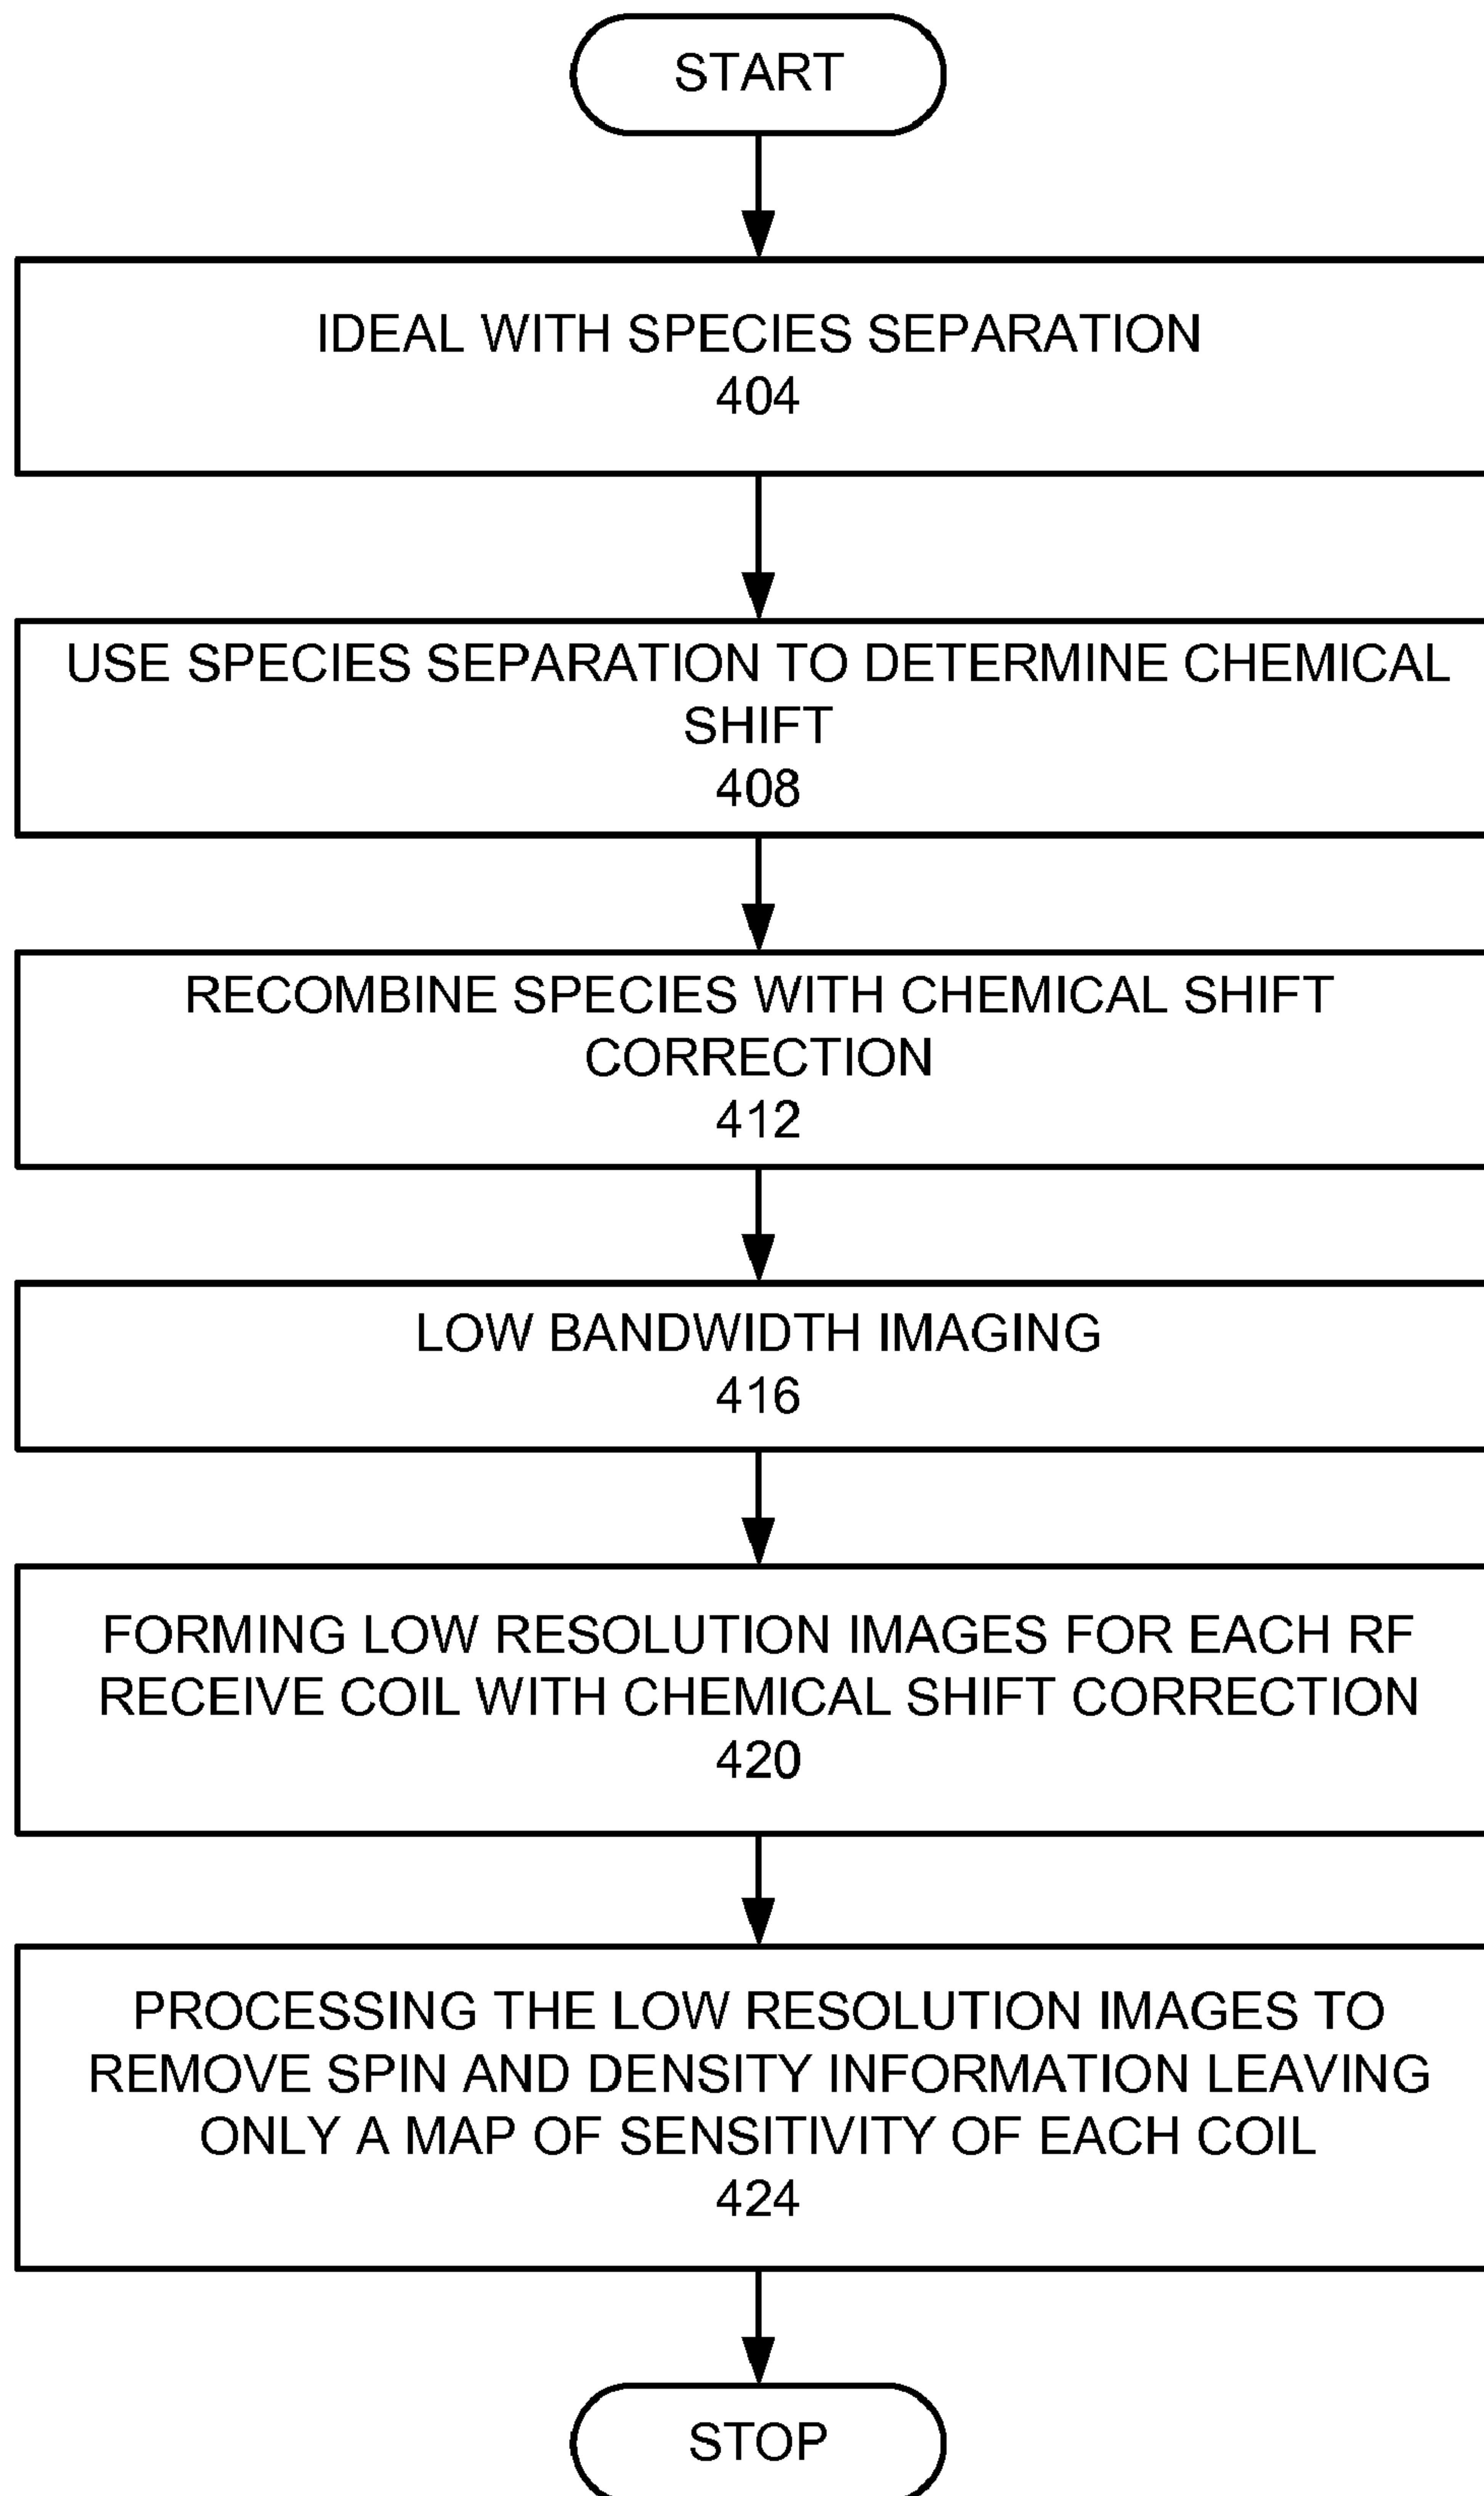 START
IDEAL WITH SPECIES SEPARATION
404
USE SPECIES SEPARATION TO DETERMINE CHEMICAL
SHIFT
408
RECOMBINE SPECIES WITH CHEMICAL SHIFT
CORRECTION
412
LOW BANDWIDTH IMAGING
416
FORMING LOW RESOLUTION IMAGES FOR EACH RF
RECEIVE COIL WITH CHEMICAL SHIFT CORRECTION
420
PROCESSING THE LOW RESOLUTION IMAGES TO
REMOVE SPIN AND DENSITY INFORMATION LEAVING
ONLY A MAP OF SENSITIVITY OF EACH COIL
424
STOP